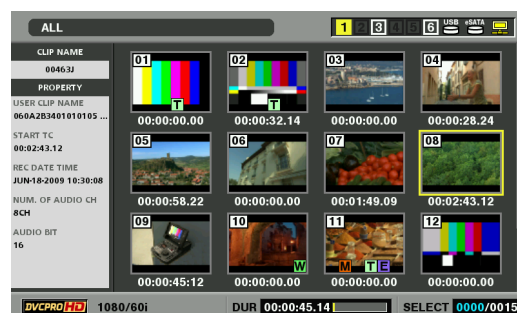 ALL
1 2 3 4 5 6 USB eSATA
CLIP NAME
00463J
PROPERTY
USER CLIP NAME
060A2B3401010105 ...
START TC
00:02:43.12
REC DATE TIME
JUN-18-2009 10:30:08
NUM. OF AUDIO CH
8CH
AUDIO BIT
16
01 02 03 04
T T
00:00:00.00 00:00:32.14 00:00:00.00 00:00:28.24
05 06 07 08
00:00:58.22 00:00:00.00 00:01:49.09 00:02:43.12
09 10 11 12
W M T E
00:00:45:12 00:00:00.00 00:00:00.00 00:00:00.00
DVCPRO HD 1080/60i DUR 00:00:45.14 SELECT 0000/0015